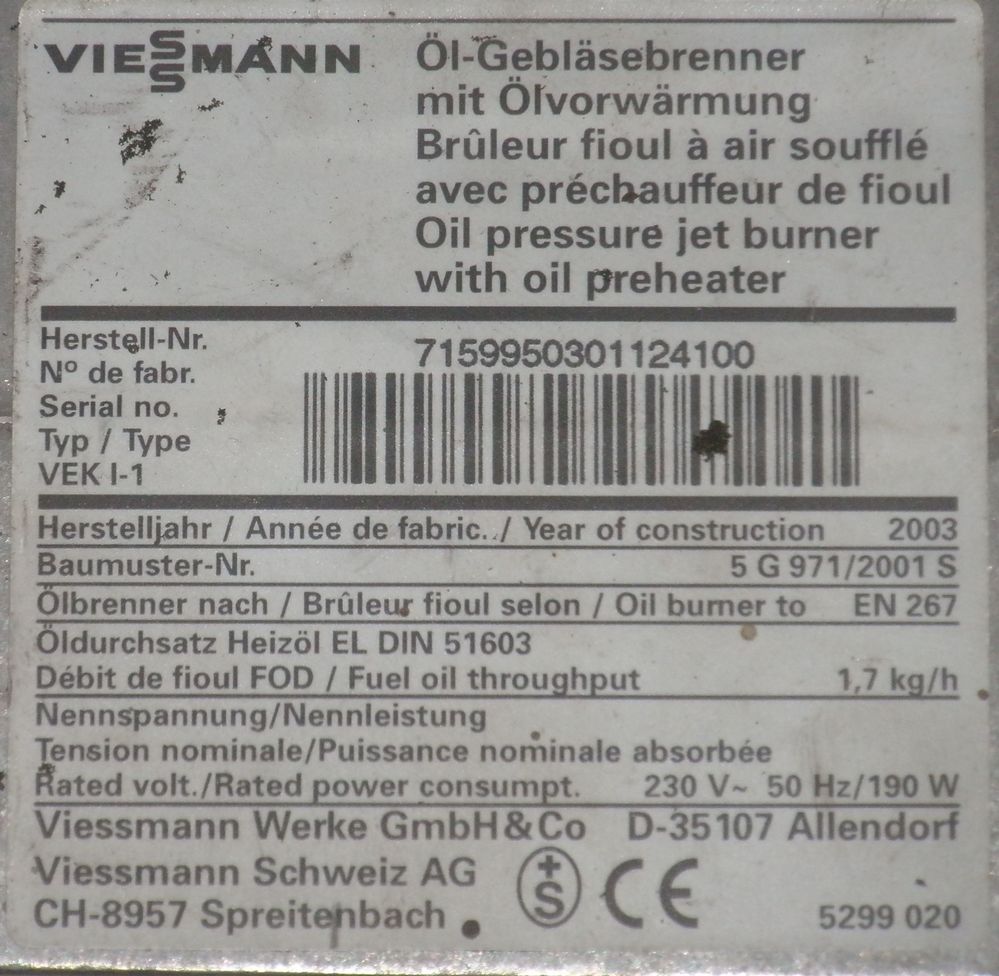 VIESSMANN
Öl-Gebläsebrenner
mit Ölvorwärmung
Brûleur fioul à air soufflé
avec préchauffeur de fioul
Oil pressure jet burner
with oil preheater
Herstell-Nr.
Nº de fabr.
Serial no.
Typ / Type
VEK I-1
7159950301124100
Herstelljahr / Année de fabric. / Year of construction 2003
Baumuster-Nr. 5 G 971/2001 S
Ölbrenner nach / Brûleur fioul selon / Oil burner to EN 267
Öldurchsatz Heizöl EL DIN 51603
Débit de fioul FOD / Fuel oil throughput 1,7 kg/h
Nennspannung/Nennleistung
Tension nominale/Puissance nominale absorbée
Rated volt./Rated power consumpt. 230 V~ 50 Hz/190 W
Viessmann Werke GmbH&Co D-35107 Allendorf
Viessmann Schweiz AG
CH-8957 Spreitenbach
+S CE
5299 020